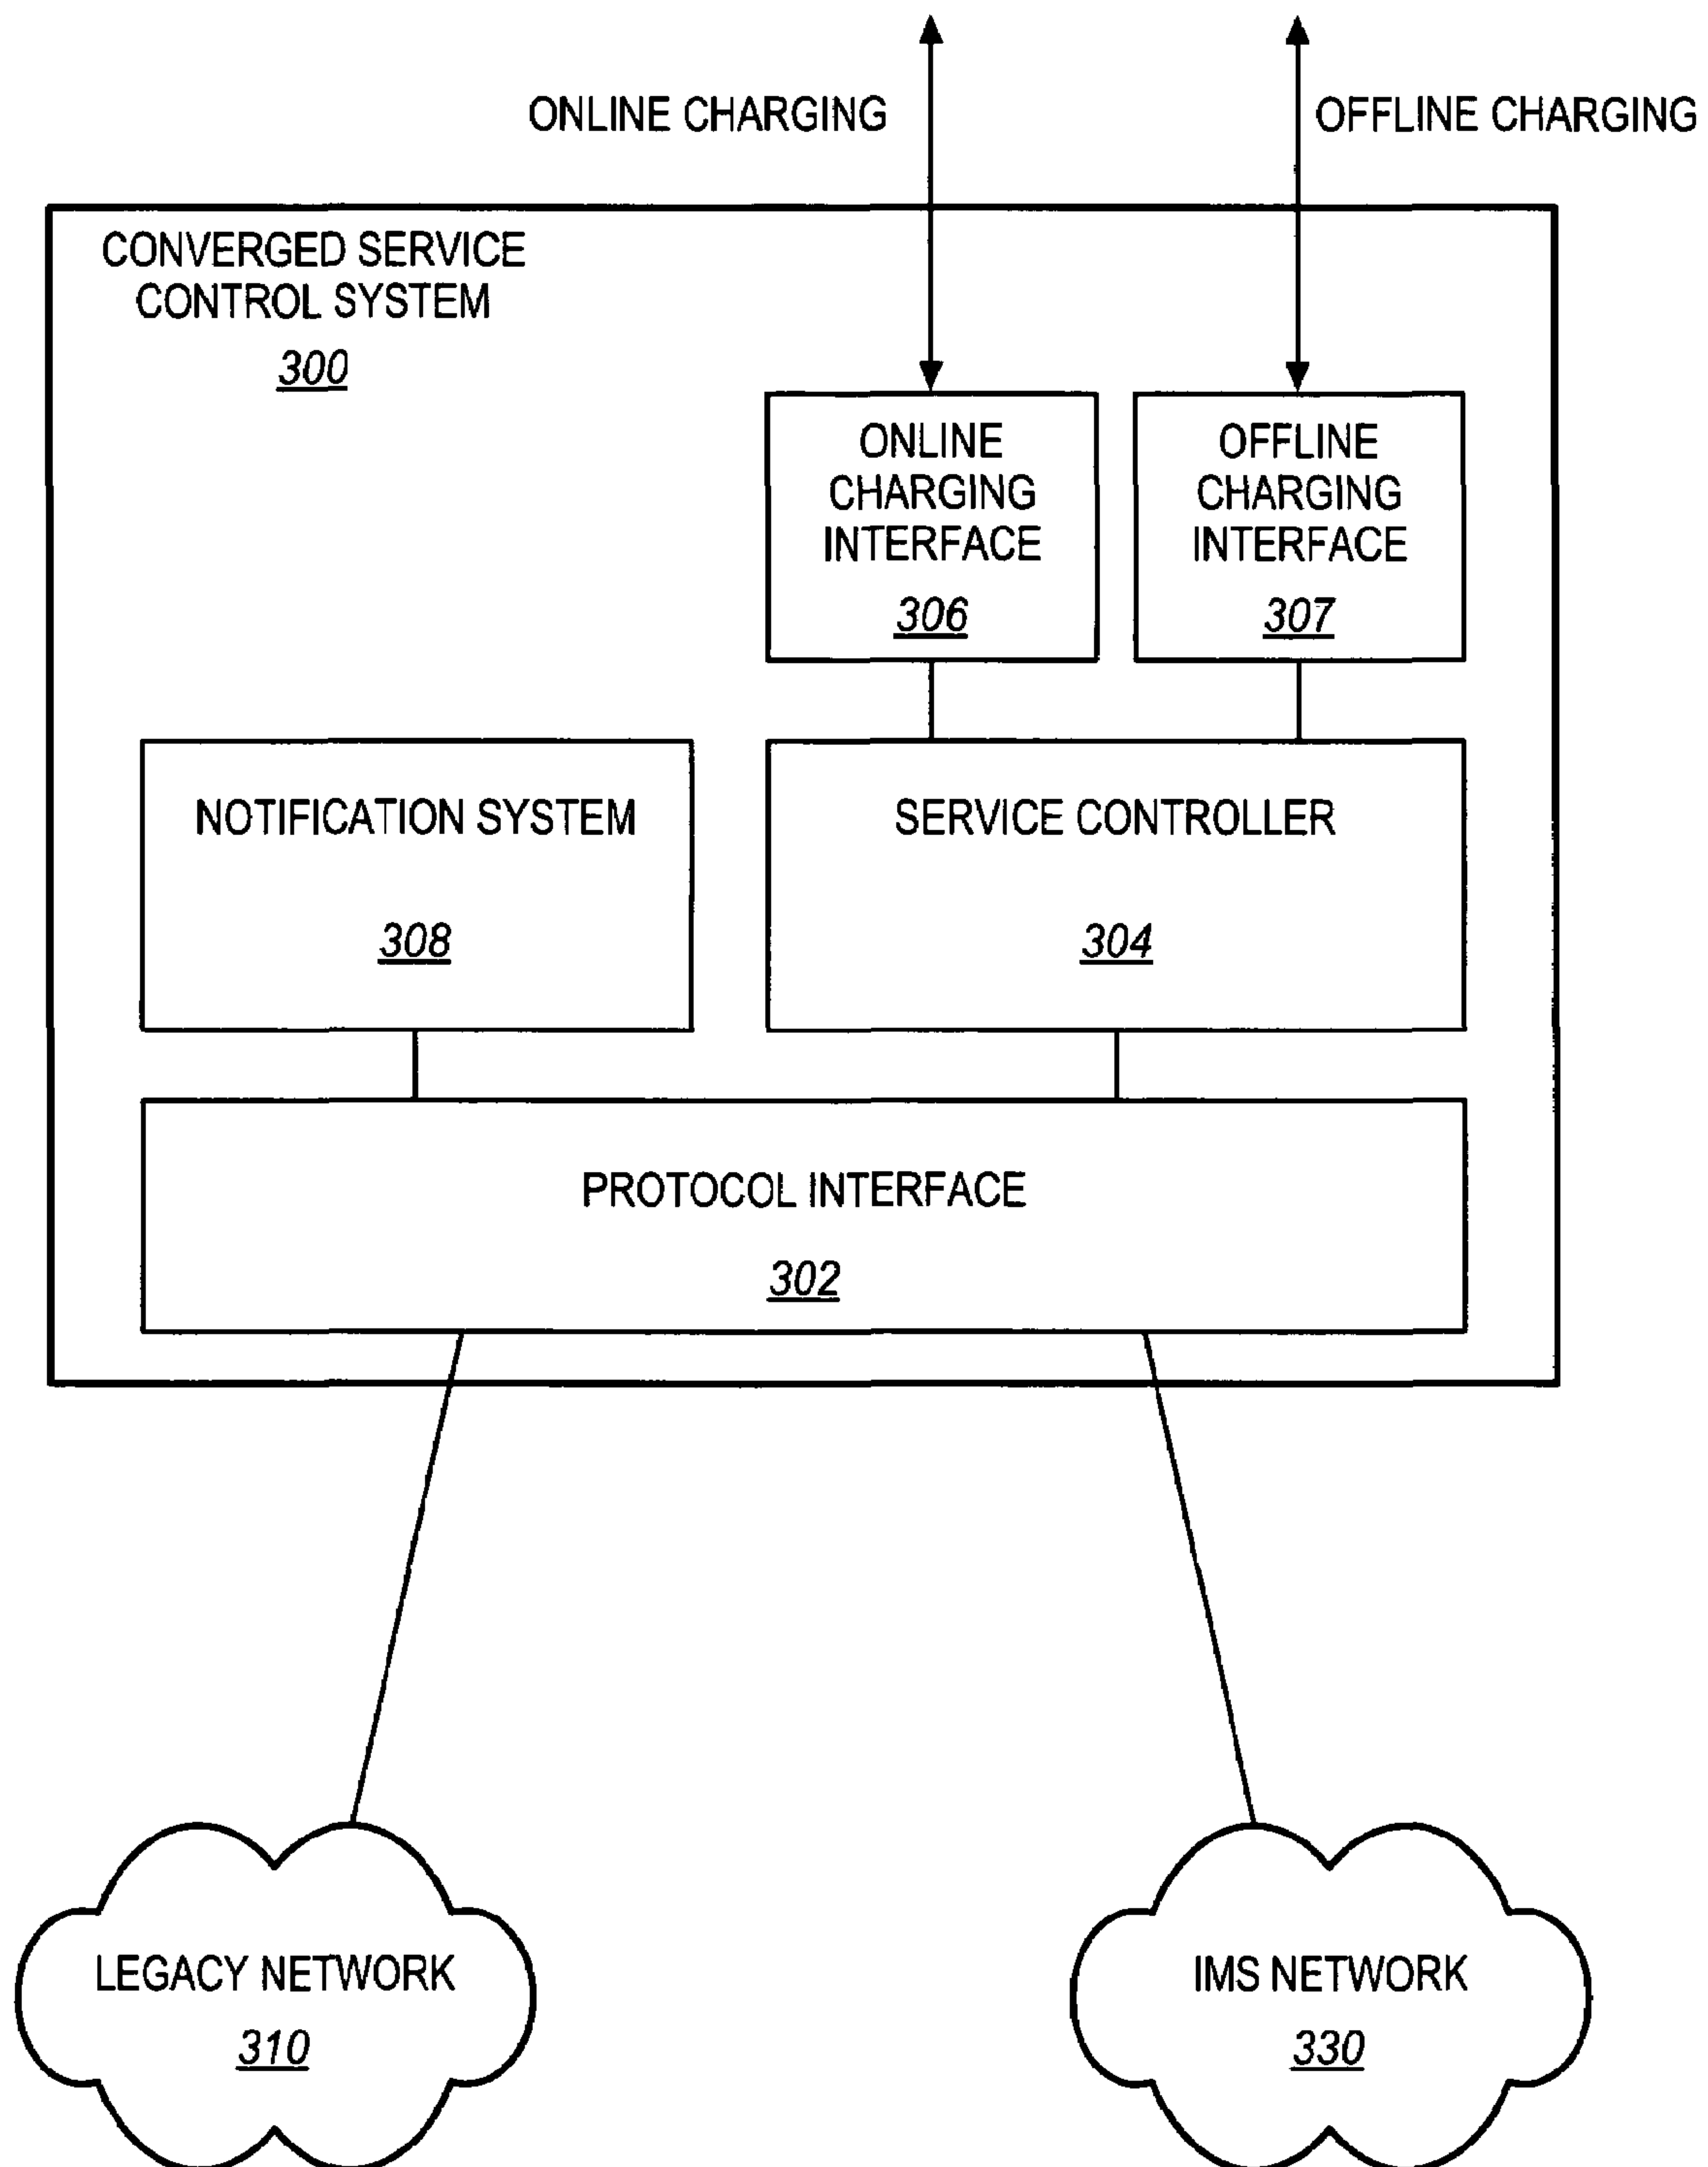 ONLINE CHARGING
OFFLINE CHARGING
CONVERGED SERVICE
CONTROL SYSTEM
300
ONLINE
CHARGING
INTERFACE
306
OFFLINE
CHARGING
INTERFACE
307
NOTIFICATION SYSTEM
308
SERVICE CONTROLLER
304
PROTOCOL INTERFACE
302
LEGACY NETWORK
310
IMS NETWORK
330